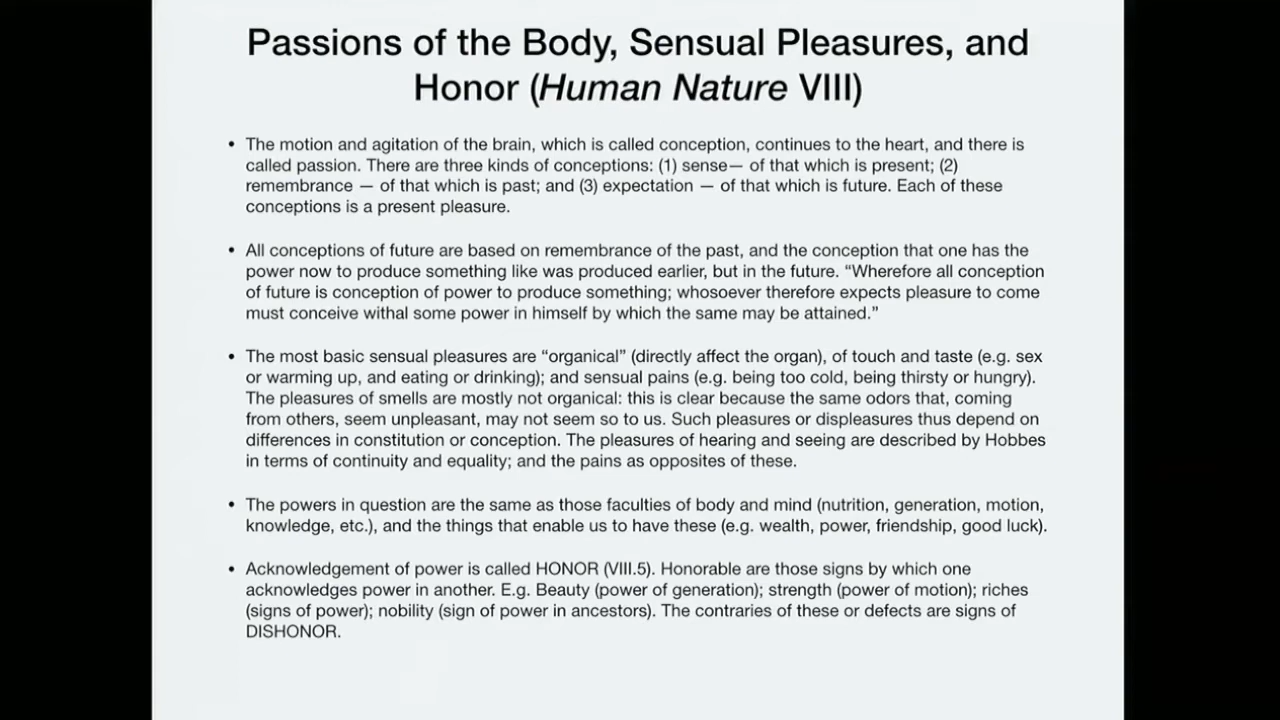 Passions of the Body, Sensual Pleasures, and
Honor (Human Nature VIII)
• The motion and agitation of the brain, which is called conception, continues to the heart, and there is
called passion. There are three kinds of conceptions: (1) sense— of that which is present; (2)
remembrance — of that which is past; and (3) expectation — of that which is future. Each of these
conceptions is a present pleasure.
• All conceptions of future are based on remembrance of the past, and the conception that one has the
power now to produce something like was produced earlier, but in the future. “Wherefore all conception
of future is conception of power to produce something; whosoever therefore expects pleasure to come
must conceive withal some power in himself by which the same may be attained.”
• The most basic sensual pleasures are “organical” (directly affect the organ), of touch and taste (e.g. sex
or warming up, and eating or drinking); and sensual pains (e.g. being too cold, being thirsty or hungry).
The pleasures of smells are mostly not organical: this is clear because the same odors that, coming
from others, seem unpleasant, may not seem so to us. Such pleasures or displeasures thus depend on
differences in constitution or conception. The pleasures of hearing and seeing are described by Hobbes
in terms of continuity and equality; and the pains as opposites of these.
• The powers in question are the same as those faculties of body and mind (nutrition, generation, motion,
knowledge, etc.), and the things that enable us to have these (e.g. wealth, power, friendship, good luck).
• Acknowledgement of power is called HONOR (VIII.5). Honorable are those signs by which one
acknowledges power in another. E.g. Beauty (power of generation); strength (power of motion); riches
(signs of power); nobility (sign of power in ancestors). The contraries of these or defects are signs of
DISHONOR.